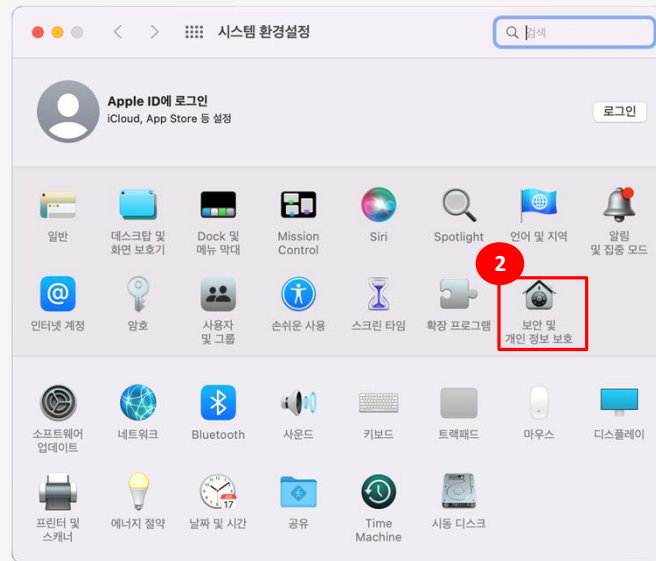 시스템 환경설정
검색
Apple ID에 로그인
iCloud, App Store 등 설정
로그인
일반
데스크탑 및
화면 보호기
Dock 및
메뉴 막대
Mission
Control
Siri
Spotlight
언어 및 지역
알림
및 집중 모드
2
인터넷 계정
암호
사용자
및 그룹
손쉬운 사용
스크린 타임
확장 프로그램
보안 및
개인 정보 보호
소프트웨어
업데이트
네트워크
Bluetooth
사운드
키보드
트랙패드
마우스
디스플레이
프린터 및
스캐너
에너지 절약
날짜 및 시간
공유
Time
Machine
시동 디스크
JUL
17